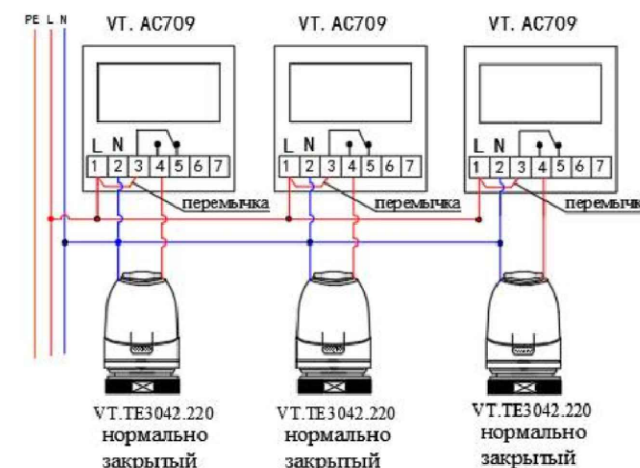 PE L N
VT. AC709
VT. AC709
VT. AC709
L N
1 2 3 4 5 6 7
L N
1 2 3 4 5 6 7
L N
1 2 3 4 5 6 7
перемычка
перемычка
перемычк
VT.TE3042.220
нормально
закрытый
VT.TE3042.220
нормально
закрытый
VT.TE3042.220
нормально
закрытый